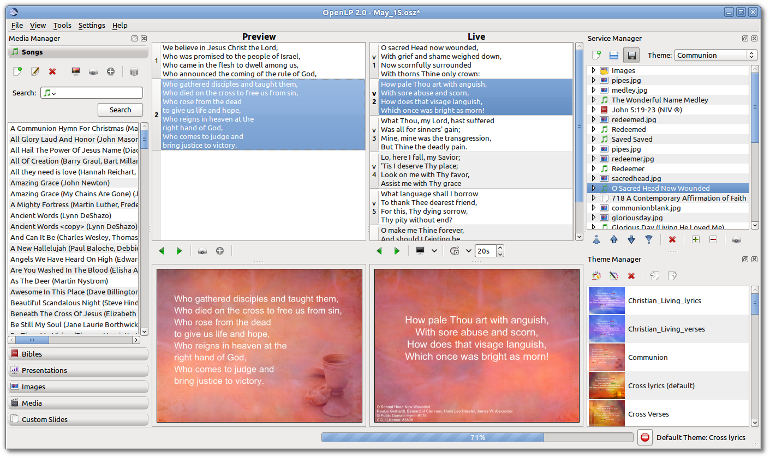 OpenLP 2.0 - May_15.osz*
File View Tools Settings Help
Media Manager
Songs
Search:
Search
A Communion Hymn For Christmas (Ma
All Glory Laud And Honor (John Mason
All Hail The Power Of Jesus Name (Diac
All Of Creation (Barry Graul, Bart Millar
All they need is love (Hannah Reichart,
Amazing Grace (John Newton)
Amazing Grace (My Chains Are Gone) (
A Mighty Fortress (Martin Luther, Frede
Ancient Words (Lynn DeShazo)
Ancient Words <copy> (Lynn DeShazo)
And Can It Be (Charles Wesley, Thomas
A New Hallelujah (Paul Baloche, Debbie
Angels We Have Heard On High (Edwar
Are You Washed In The Blood (Elisha A
As The Deer (Martin Nystrom)
Awesome In This Place (Dave Billington
Beautiful Scandalous Night (Steve Hind
Beneath The Cross Of Jesus (Elizabeth
Be Still My Soul (Jane Laurie Borthwick
Bibles
Presentations
Images
Media
Custom Slides
Preview
1
We believe in Jesus Christ the Lord,
Who was promised to the people of Israel,
Who came in the flesh to dwell among us,
Who announced the coming of the rule of God,
2
Who gathered disciples and taught them,
Who died on the cross to free us from sin,
Who rose from the dead
to give us life and hope,
Who reigns in heaven at the
right hand of God,
Who comes to judge and
bring justice to victory.
Live
v
1
O sacred Head now wounded,
With grief and shame weighed down,
Now scornfully surrounded
With thorns Thine only crown:
v
2
How pale Thou art with anguish,
With sore abuse and scorn,
How does that visage languish,
Which once was bright as morn!
v
3
What Thou, my Lord, hast suffered
Was all for sinners' gain;
Mine, mine was the transgression,
But Thine the deadly pain.
v
4
Lo, here I fall, my Savior;
'Tis I deserve Thy place;
Look on me with Thy favor,
Assist me with Thy grace
v
5
What language shall I borrow
To thank Thee dearest friend,
For this, Thy dying sorrow,
Thy pity without end?
O make me Thine forever,
And should I fainting be
20s
Who gathered disciples and taught them,
Who died on the cross to free us from sin,
Who rose from the dead
to give us life and hope,
Who reigns in heaven at the
right hand of God,
Who comes to judge and
bring justice to victory.
How pale Thou art with anguish,
With sore abuse and scorn,
How does that visage languish,
Which once was bright as morn!
O Sacred Head Now Wounded
Service Manager
Theme: Communion
Images
pipes.jpg
medley.jpg
The Wonderful Name Medley
John 5:19-23 (NIV ®)
redeemed.jpg
Redeemed
Saved Saved
pipes.jpg
redeemer.jpg
Redeemer
sacredhead.jpg
O Sacred Head Now Wounded
718 A Contemporary Affirmation of Faith
communionblank.jpg
gloriousday.jpg
Glorious Day (Living He Loved Me)
Theme Manager
Christian_Living_lyrics
Christian_Living_verses
Communion
Cross lyrics (default)
Cross Verses
71%
Default Theme: Cross lyrics